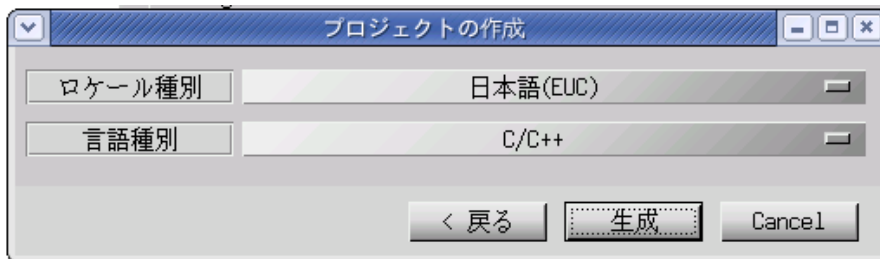 プロジェクトの作成
ロケール種別 日本語(EUC)
言語種別 C/C++
< 戻る 生成 Cancel